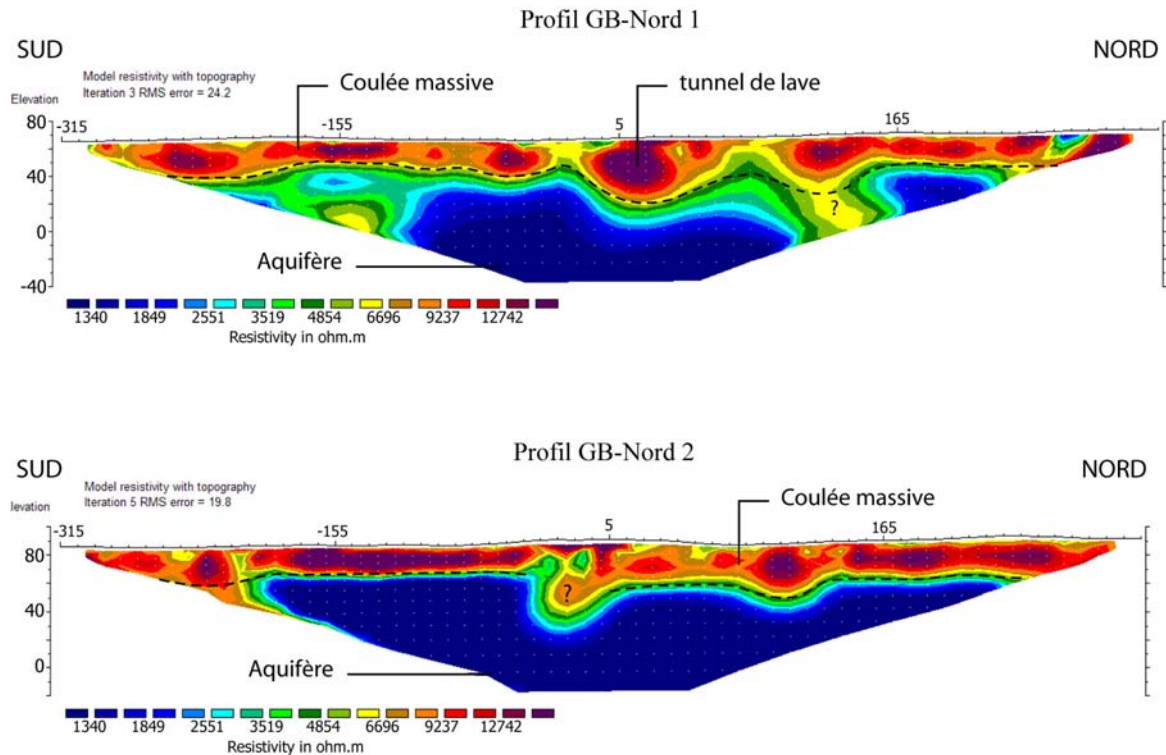 Profil GB-Nord 1
SUD
NORD
Model resistivity with topography
Iteration 3 RMS error = 24.2
Coulée massive
tunnel de lave
Elevation
-315 -155 5 165
80
40
0
-40
?
Aquifère
1340 1849 2551 3519 4854 6696 9237 12742
Resistivity in ohm.m
Profil GB-Nord 2
SUD
NORD
Model resistivity with topography
Iteration 5 RMS error = 19.8
Coulée massive
levation
-315 -155 5 165
80
40
0
?
Aquifère
1340 1849 2551 3519 4854 6696 9237 12742
Resistivity in ohm.m